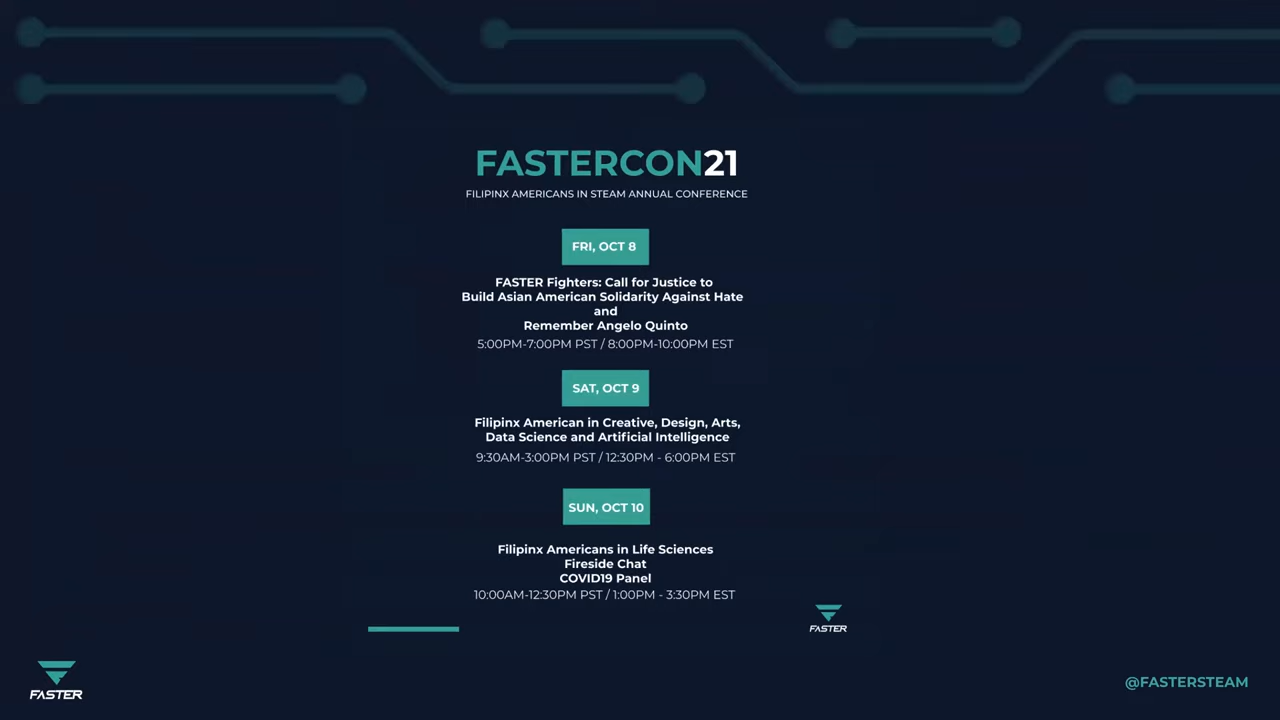 FASTERCON21
FILIPINX AMERICANS IN STEAM ANNUAL CONFERENCE
FRI, OCT 8
FASTER Fighters: Call for Justice to
Build Asian American Solidarity Against Hate
and
Remember Angelo Quinto
5:00PM-7:00PM PST / 8:00PM-10:00PM EST
SAT, OCT 9
Filipinx American in Creative, Design, Arts,
Data Science and Artificial Intelligence
9:30AM-3:00PM PST / 12:30PM - 6:00PM EST
SUN, OCT 10
Filipinx Americans in Life Sciences
Fireside Chat
COVID19 Panel
10:00AM-12:30PM PST / 1:00PM - 3:30PM EST
FASTER
FASTER
@FASTERSTEAM